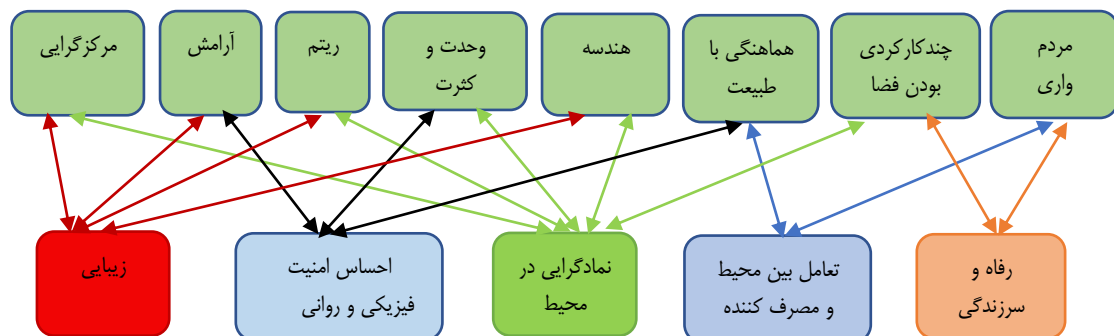 مردم
واری
چندکارکردی
بودن فضا
هماهنگی با
طبیعت
هندسه
وحدت و
کثرت
ریتم
آرامش
مرکزگرایی
رفاه و
سرزندگی
تعامل بین محیط
و مصرف کننده
نمادگرایی در
محیط
احساس امنیت
فیزیکی و روانی
زیبایی